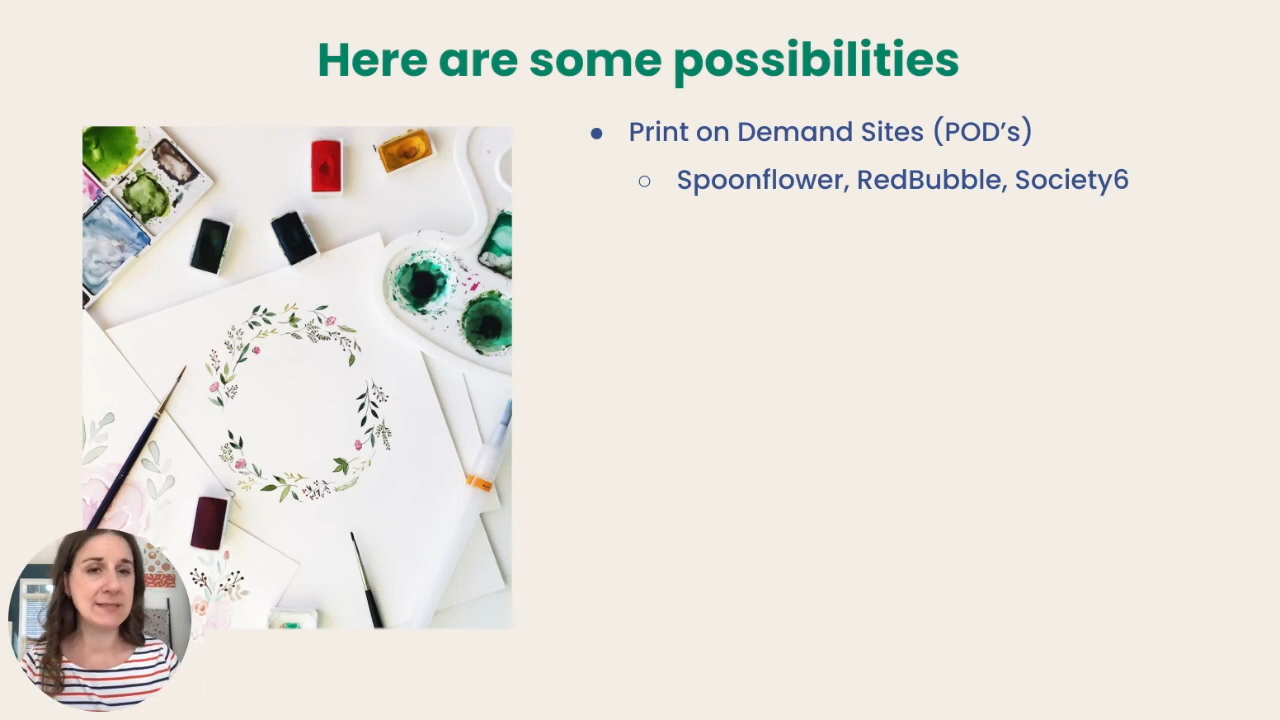 Here are some possibilities
● Print on Demand Sites (POD’s)
○ Spoonflower, RedBubble, Society6